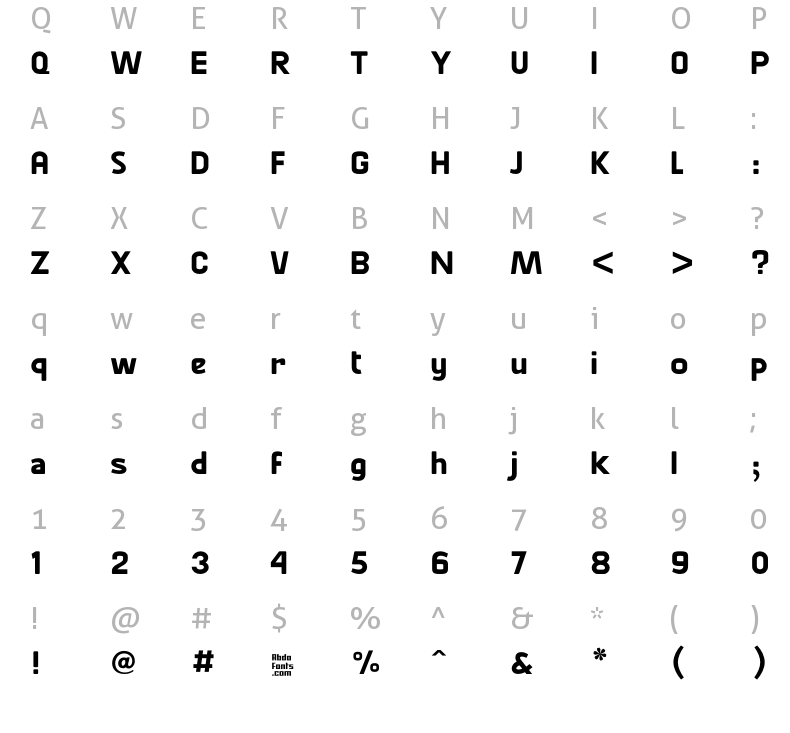 Q W E R T Y U I O P
Q W E R T Y U I O P
A S D F G H J K L :
A S D F G H J K L :
Z X C V B N M < > ?
Z X C V B N M < > ?
q w e r t y u i o p
q w e r t y u i o p
a s d f g h j k l ;
a s d f g h j k l ;
1 2 3 4 5 6 7 8 9 0
1 2 3 4 5 6 7 8 9 0
! @ # $ % ^ & * ( )
! @ # Abdo Fonts .com % ^ & * ( )